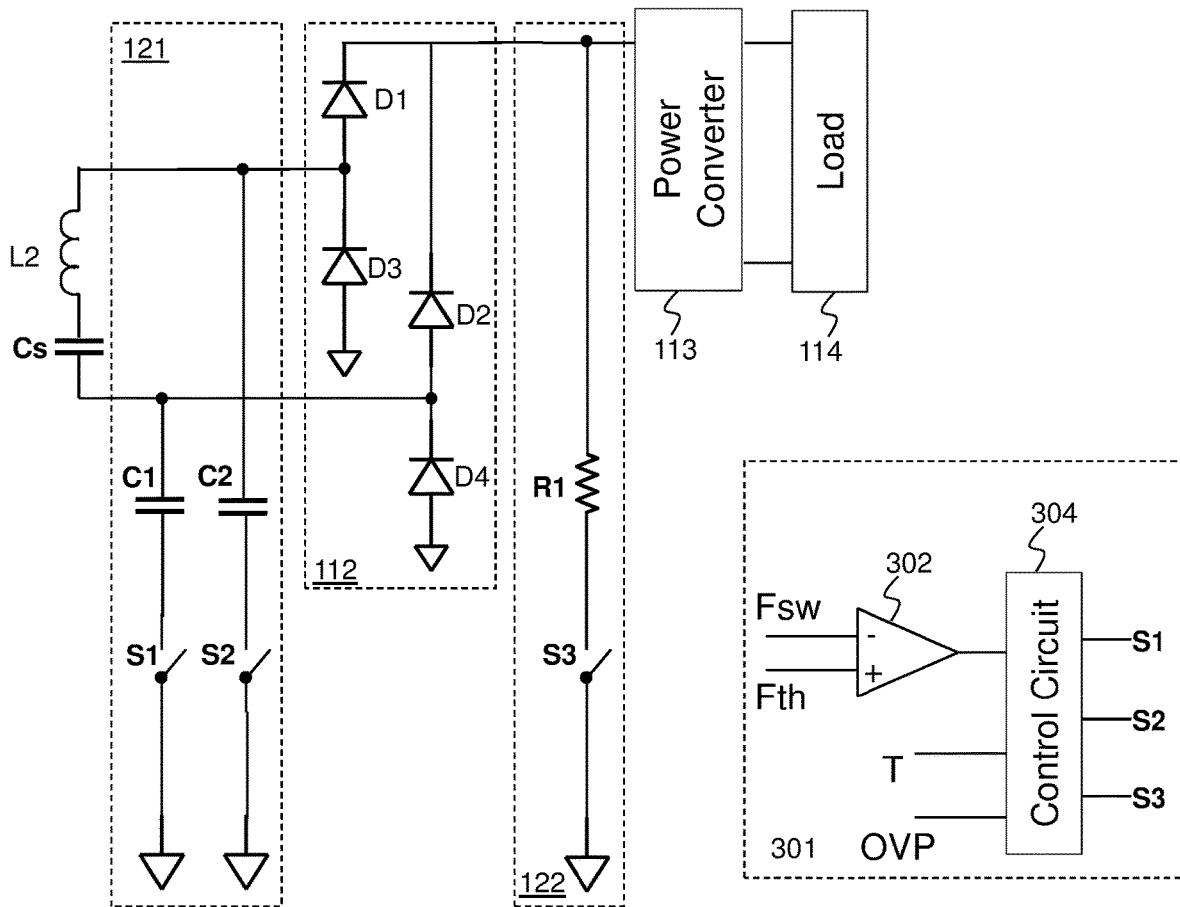 121
D1
L2
D3
D2
Cs
C1
C2
D4
112
S1
S2
R1
S3
122
Power
Converter
Load
113
114
304
302
Fsw
-
+
Fth
T
OVP
301
Control Circuit
S1
S2
S3